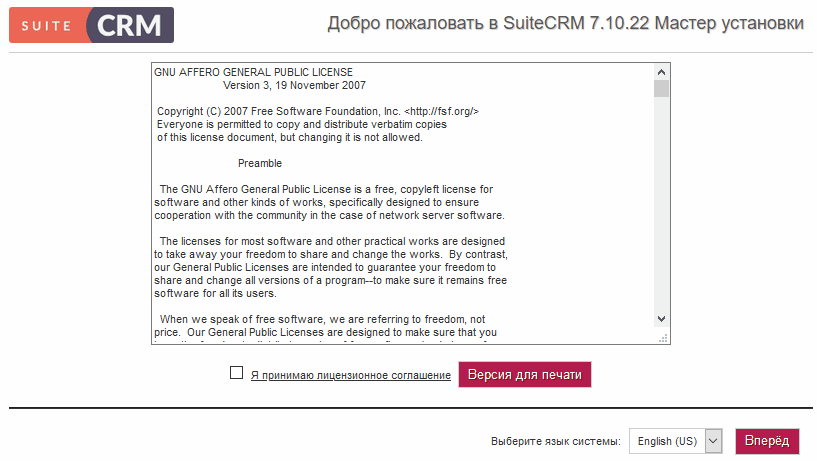 SUITE CRM
Добро пожаловать в SuiteCRM 7.10.22 Мастер установки
GNU AFFERO GENERAL PUBLIC LICENSE
Version 3, 19 November 2007
Copyright (C) 2007 Free Software Foundation, Inc. <http://fsf.org/>
Everyone is permitted to copy and distribute verbatim copies
of this license document, but changing it is not allowed.
Preamble
The GNU Affero General Public License is a free, copyleft license for
software and other kinds of works, specifically designed to ensure
cooperation with the community in the case of network server software.
The licenses for most software and other practical works are designed
to take away your freedom to share and change the works.  By contrast,
our General Public Licenses are intended to guarantee your freedom to
share and change all versions of a program--to make sure it remains free
software for all its users.
When we speak of free software, we are referring to freedom, not
price.  Our General Public Licenses are designed to make sure that you
Я принимаю лицензионное соглашение
Версия для печати
Выберите язык системы:
English (US)
Вперёд